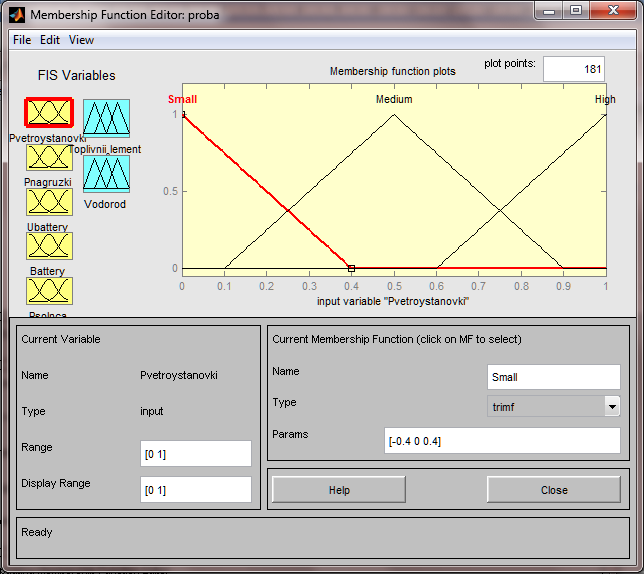 Membership Function Editor: proba
File Edit View
FIS Variables
Pvetroystanovki
Pnagruzki
Ubattery
Battery
Psolnca
Toplivnii_lement
Vodorod
Membership function plots
plot points:
181
Small
Medium
High
1
0.5
0
0 0.1 0.2 0.3 0.4 0.5 0.6 0.7 0.8 0.9 1
input variable "Pvetroystanovki"
Current Variable
Name Pvetroystanovki
Type input
Range [0 1]
Display Range [0 1]
Current Membership Function (click on MF to select)
Name Small
Type trimf
Params [-0.4 0 0.4]
Help Close
Ready